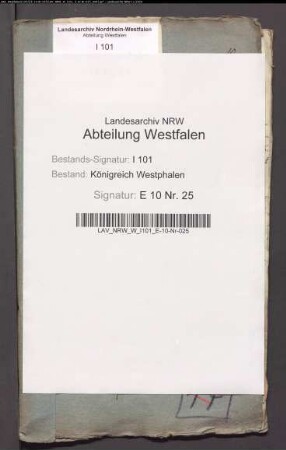 Landesarchiv Nordrhein-Westfalen
Abteilung Westfalen
I 101
Landesarchiv NRW
Abteilung Westfalen
Bestands-Signatur: I 101
Bestand: Königreich Westphalen
Signatur: E 10 Nr. 25
LAV_NRW_W_I101_E-10-Nr-025